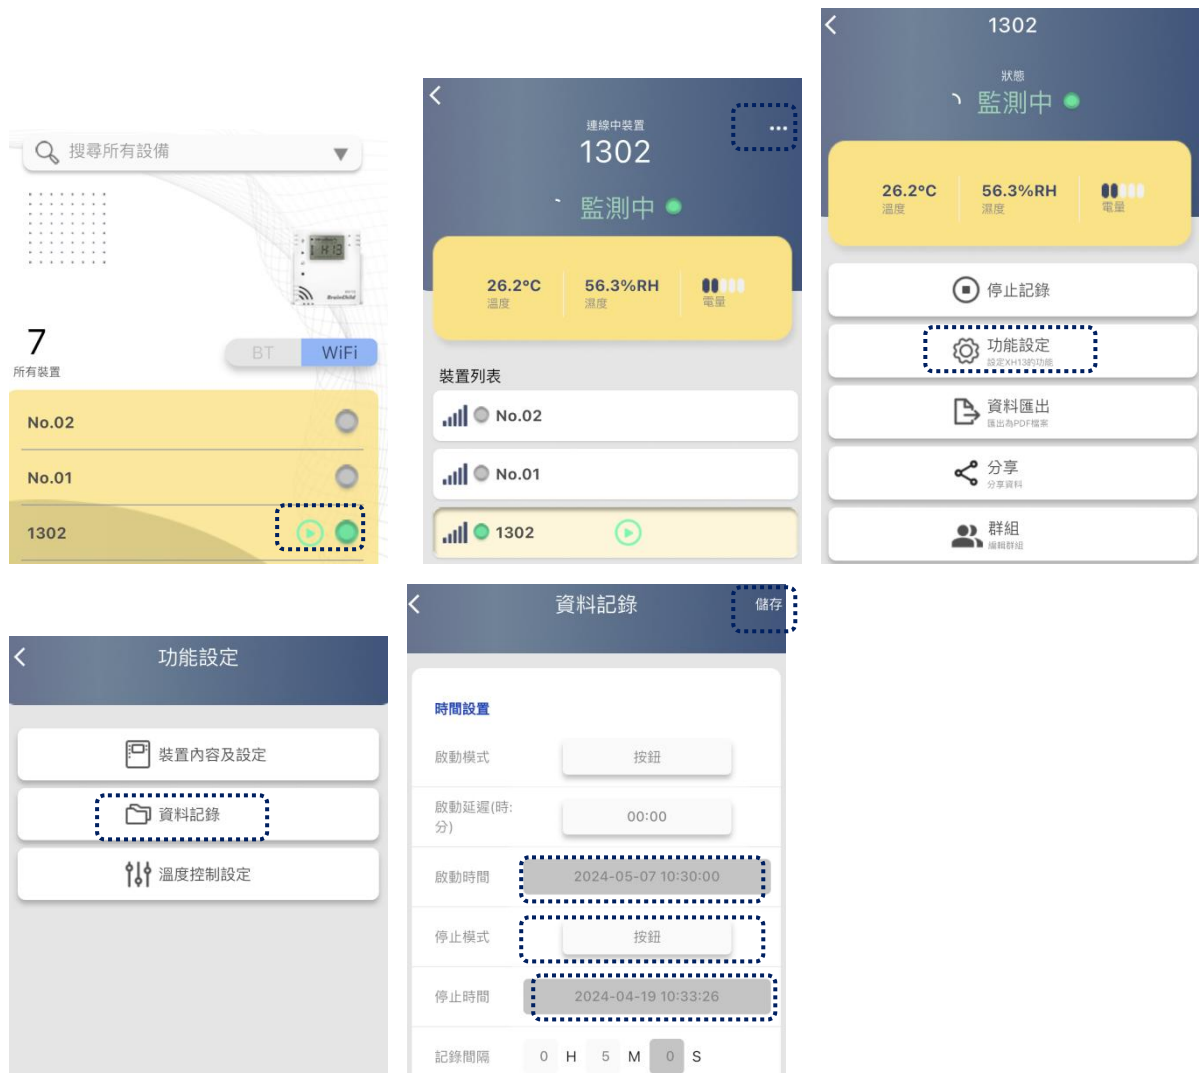 搜尋所有設備
7
所有裝置
BT WiFi
No.02
No.01
1302
連線中裝置
1302
監測中
26.2°C 56.3%RH
溫度 濕度 電量
裝置列表
No.02
No.01
1302
1302
狀態
監測中
26.2°C 56.3%RH
溫度 濕度 電量
停止記錄
功能設定
設定XH13的功能
資料匯出
匯出為PDF檔案
分享
分享資料
群組
編輯群組
功能設定
裝置內容及設定
資料記錄
溫度控制設定
資料記錄 儲存
時間設置
啟動模式 按鈕
啟動延遲(時:
分) 00:00
啟動時間 2024-05-07 10:30:00
停止模式 按鈕
停止時間 2024-04-19 10:33:26
記錄間隔 0 H 5 M 0 S